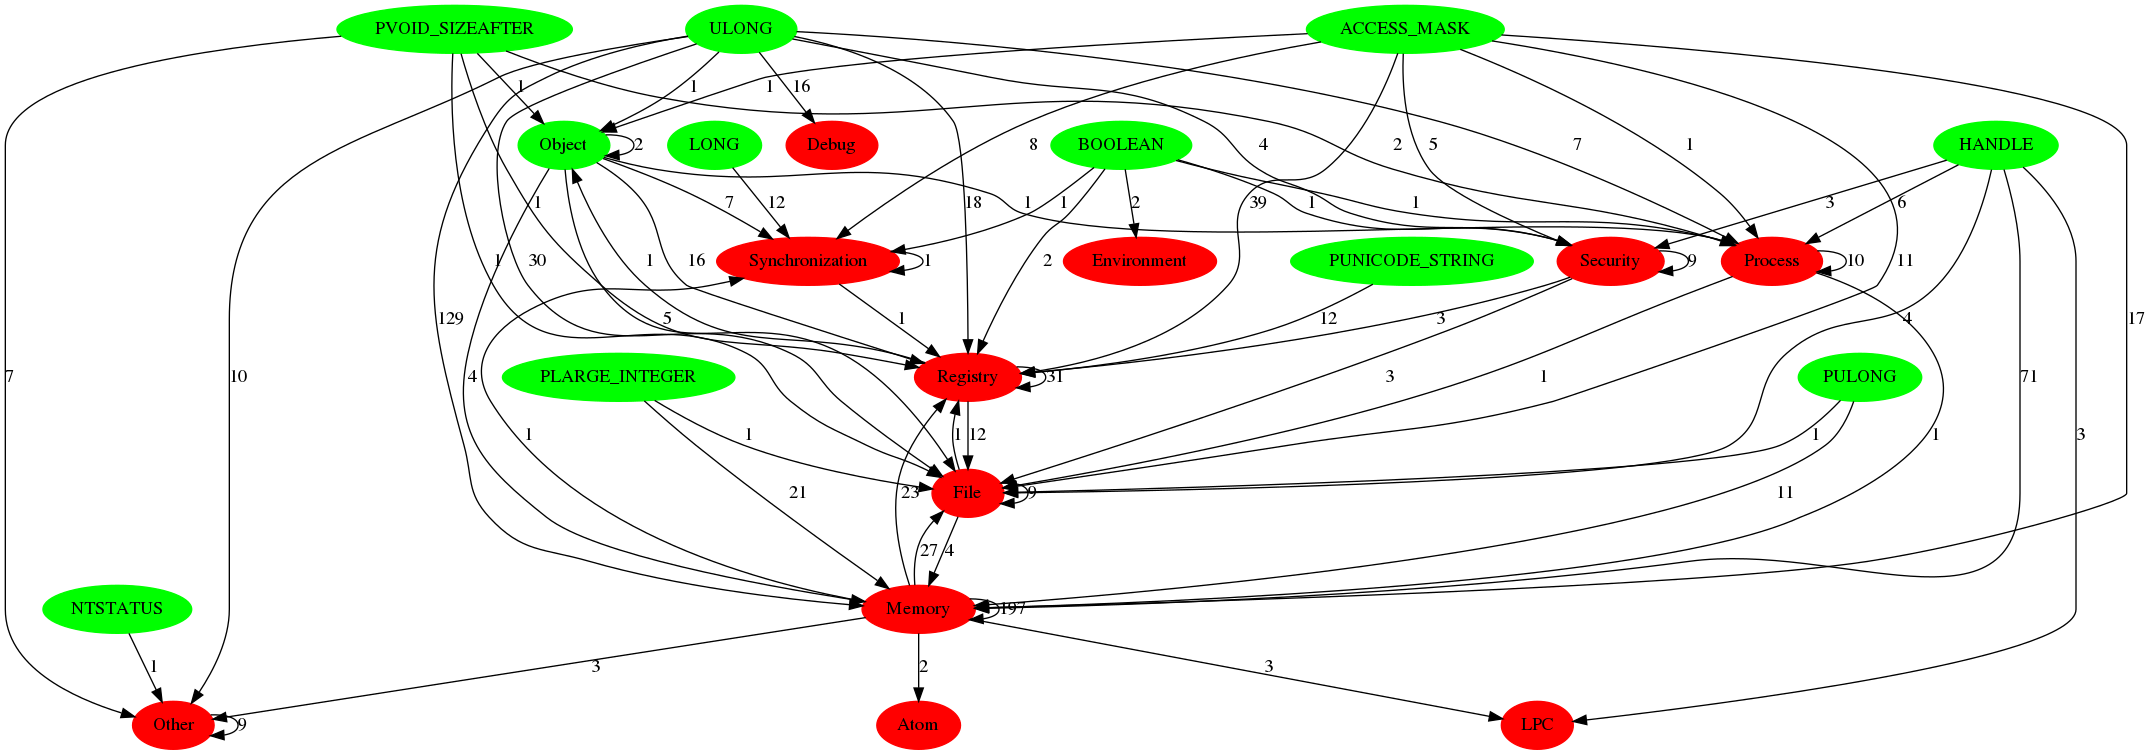 PVOID_SIZEAFTER
ULONG
ACCESS_MASK
1
1
16
1
Object
2
LONG
Debug
8
BOOLEAN
4
2
5
7
1
HANDLE
1
7
12
18
1
1
2
39
1
1
3
6
Synchronization
1
Environment
PUNICODE_STRING
Security
9
Process
10
1
30
1
16
2
11
129
5
1
12
3
4
17
7
10
4
PLARGE_INTEGER
Registry
31
3
1
PULONG
71
1
1
1
12
1
1
3
21
23
File
9
11
27
4
NTSTATUS
Memory
197
1
3
2
3
Other
9
Atom
LPC